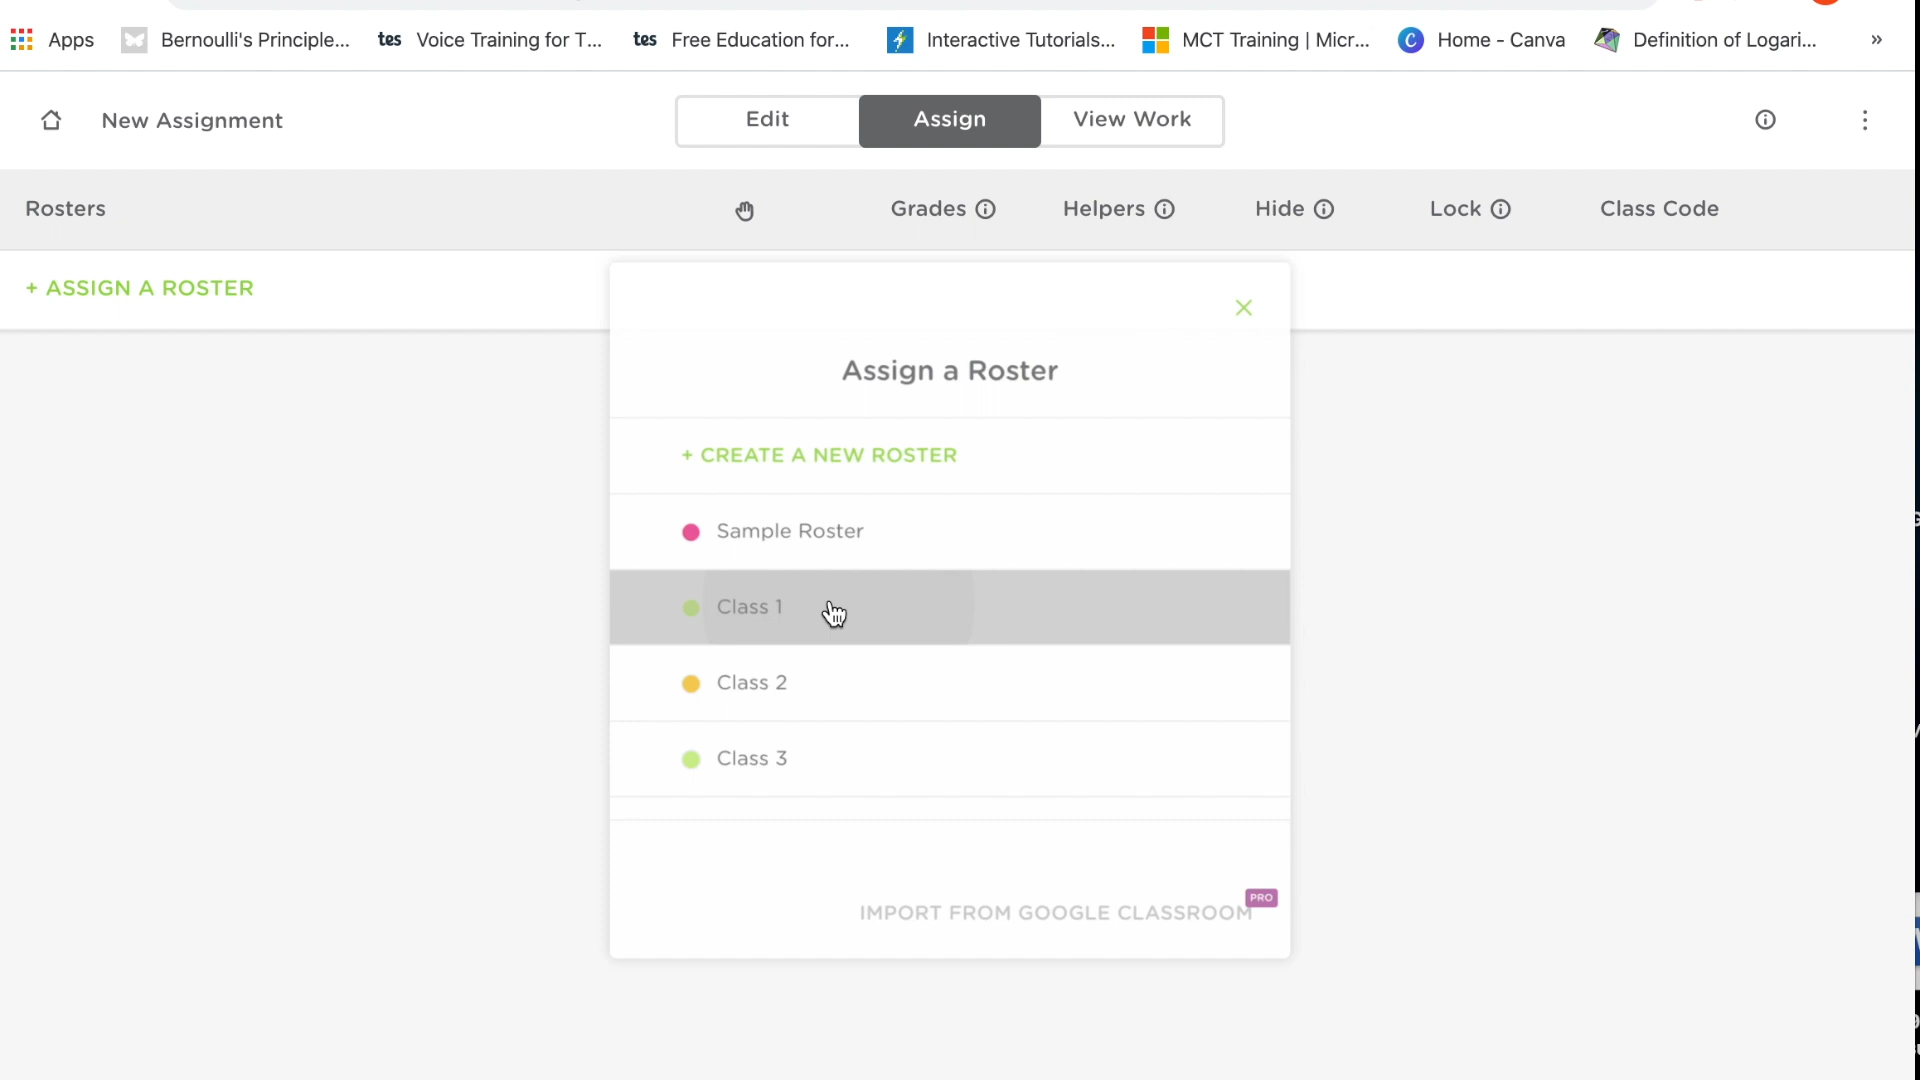 Apps Bernoulli's Principle... tes Voice Training for T... tes Free Education for... Interactive Tutorials... MCT Training | Micr... C Home - Canva Definition of Logari... »
New Assignment Edit Assign View Work
Rosters Grades Helpers Hide Lock Class Code
+ ASSIGN A ROSTER
Assign a Roster
+ CREATE A NEW ROSTER
Sample Roster
Class 1
Class 2
Class 3
PRO
IMPORT FROM GOOGLE CLASSROOM